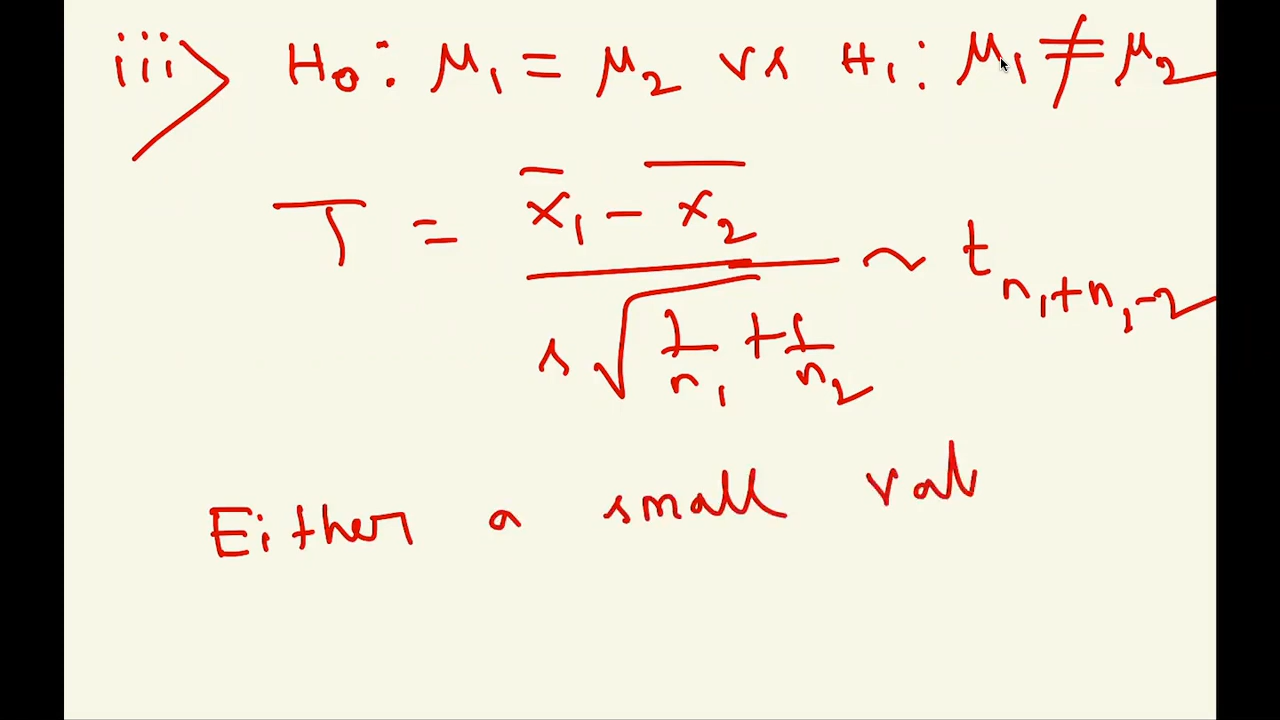 iii> H₀: μ₁ = μ₂ vs H₁: μ₁ ≠ μ₂
T = (x̄₁ - x̄₂) / (s√(1/n₁ + 1/n₂)) ~ t n₁+n₂-2
Either a small val